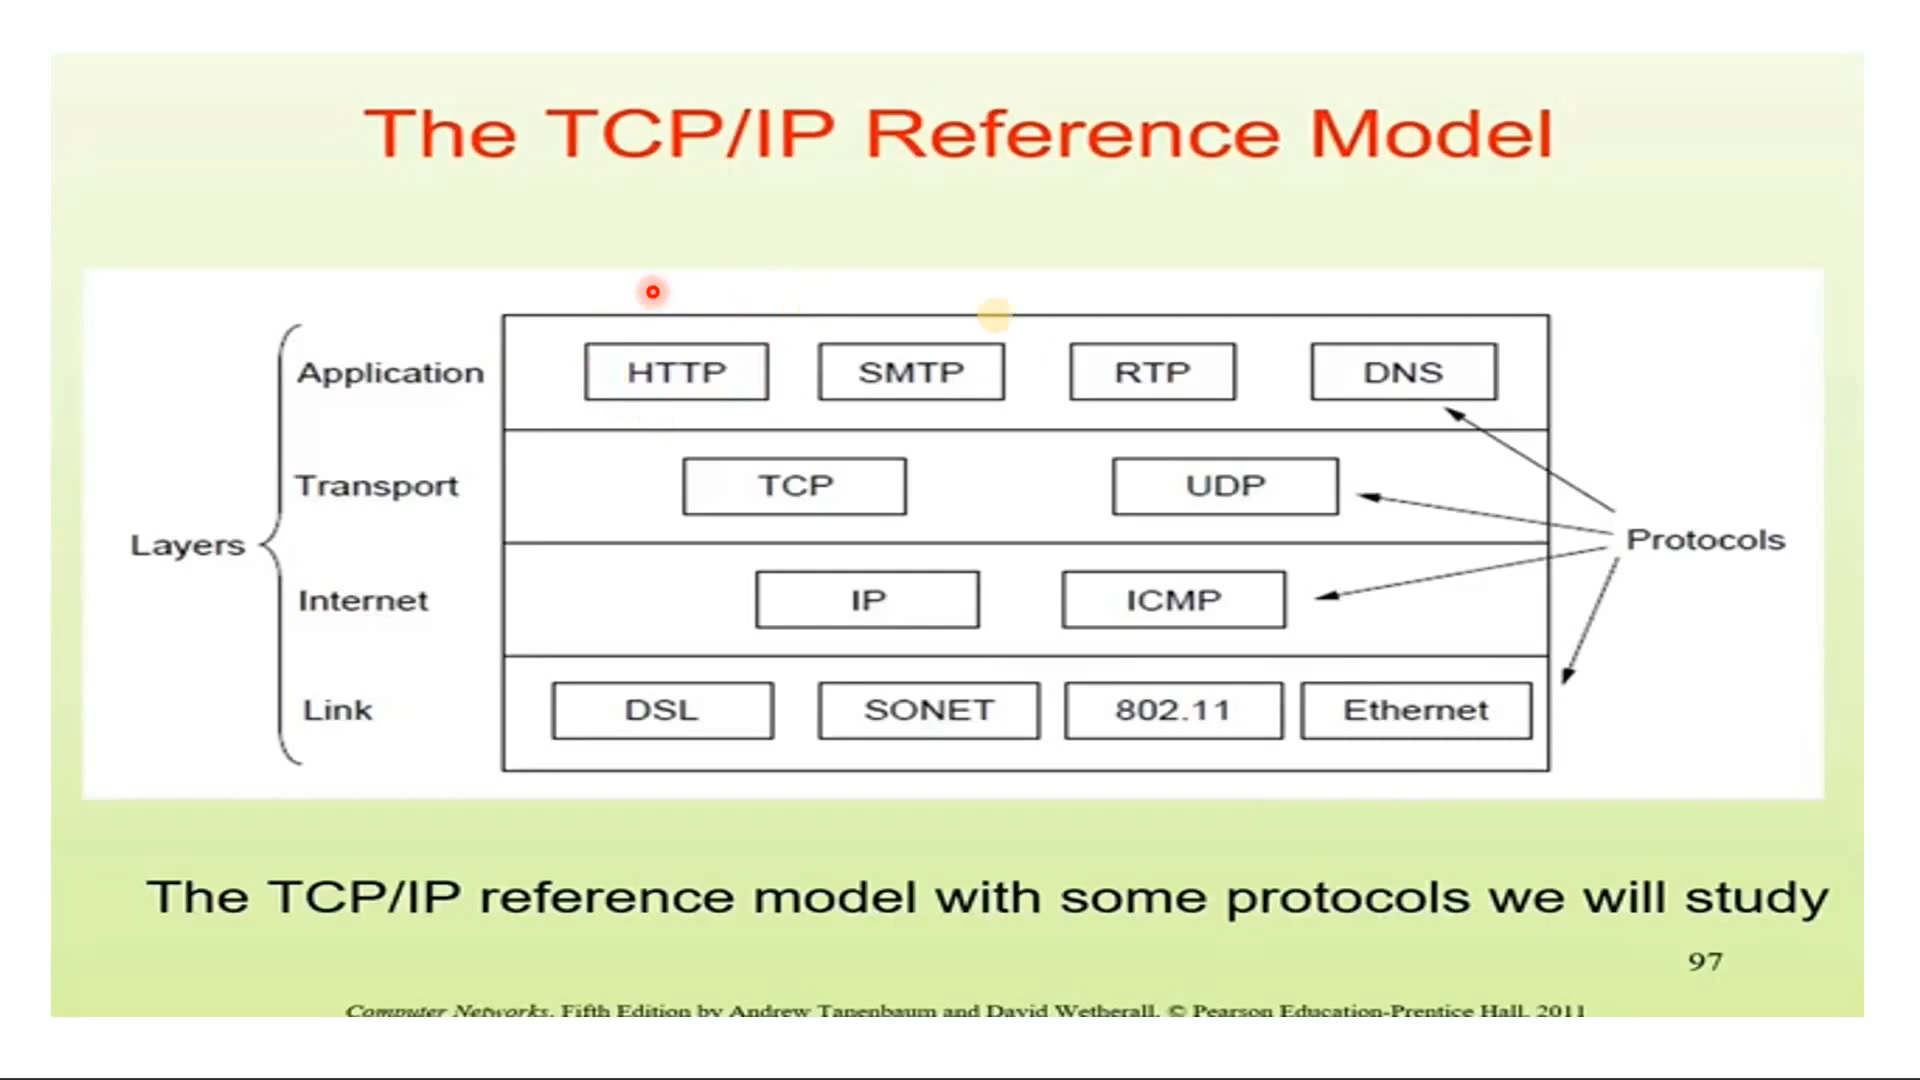 The TCP/IP Reference Model
Application HTTP SMTP RTP DNS
Transport TCP UDP
Layers Protocols
Internet IP ICMP
Link DSL SONET 802.11 Ethernet
The TCP/IP reference model with some protocols we will study
97
Computer Networks, Fifth Edition by Andrew Tanenbaum and David Wetherall, © Pearson Education-Prentice Hall, 2011